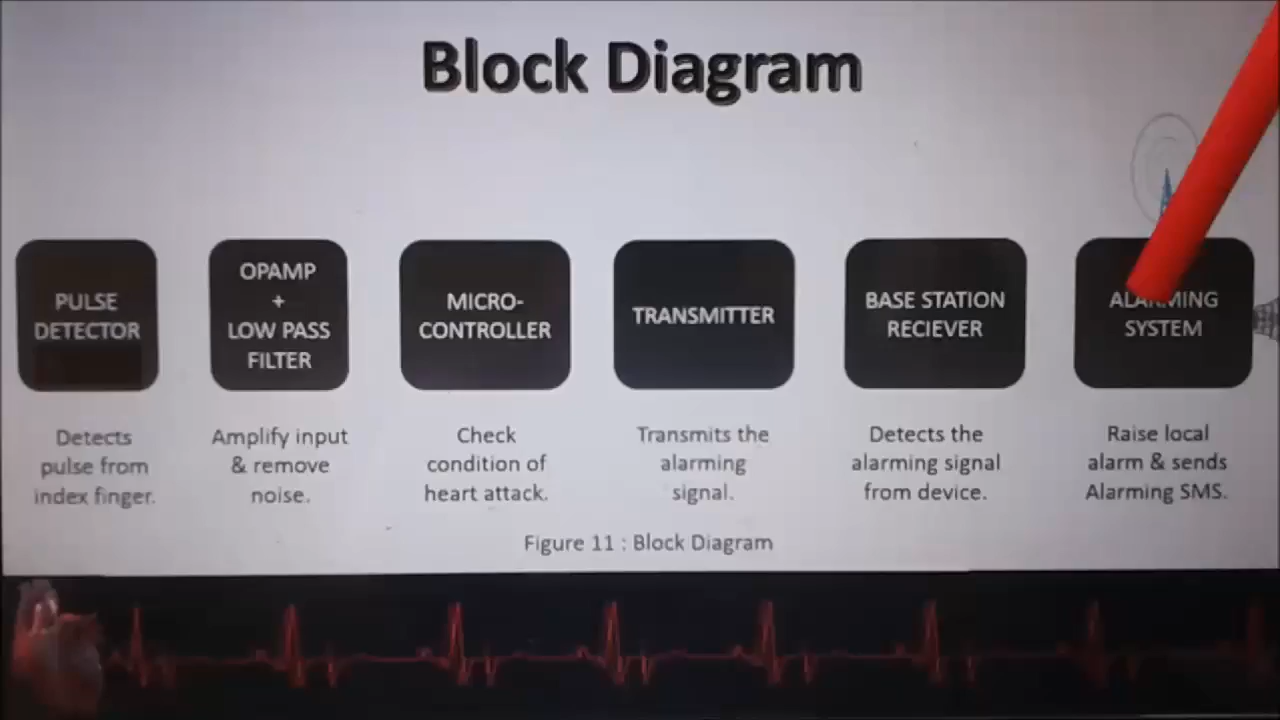 Block Diagram
PULSE
DETECTOR
OPAMP
+
LOW PASS
FILTER
MICRO-
CONTROLLER
TRANSMITTER
BASE STATION
RECIEVER
ALARMING
SYSTEM
Detects
pulse from
index finger.
Amplify input
& remove
noise.
Check
condition of
heart attack.
Transmits the
alarming
signal.
Detects the
alarming signal
from device.
Raise local
alarm & sends
Alarming SMS.
Figure 11 : Block Diagram